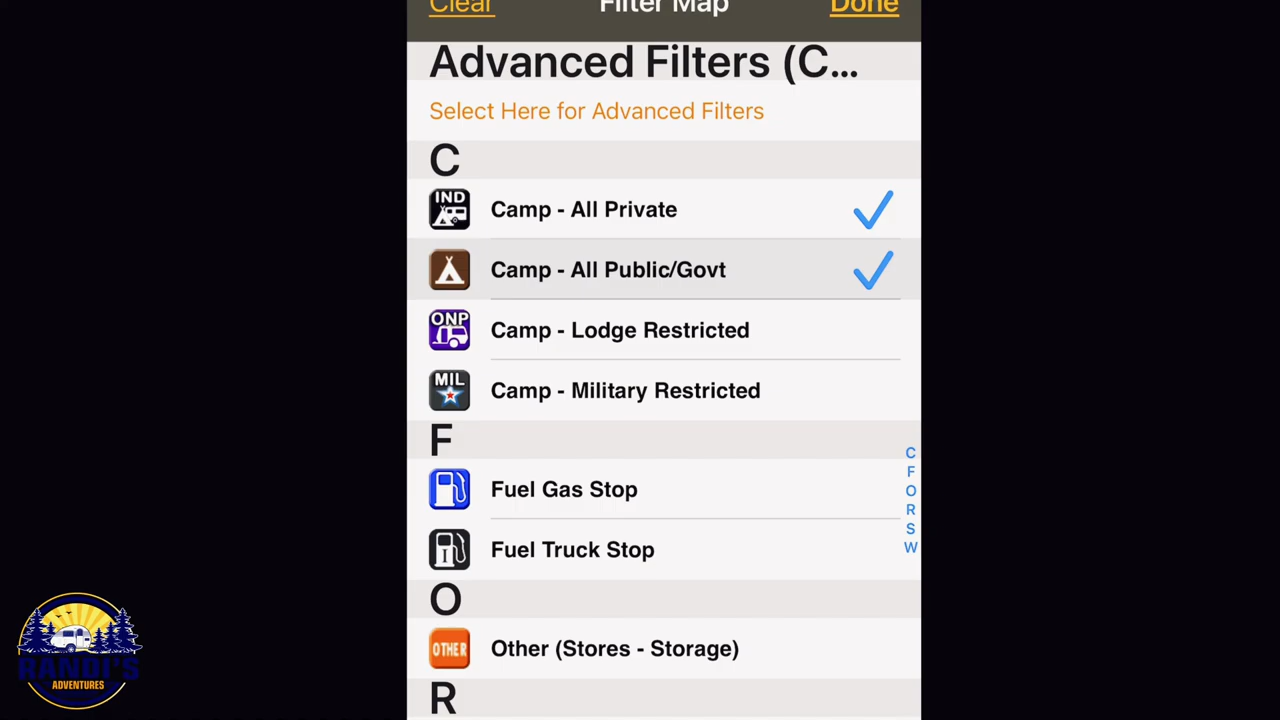 Clear
Filter Map
Done
Advanced Filters (C...
Select Here for Advanced Filters
C
IND
Camp - All Private
Camp - All Public/Govt
ONP
Camp - Lodge Restricted
MIL
Camp - Military Restricted
F
Fuel Gas Stop
Fuel Truck Stop
O
OTHER
Other (Stores - Storage)
R
C
F
O
R
S
W
RANDI'S
ADVENTURES